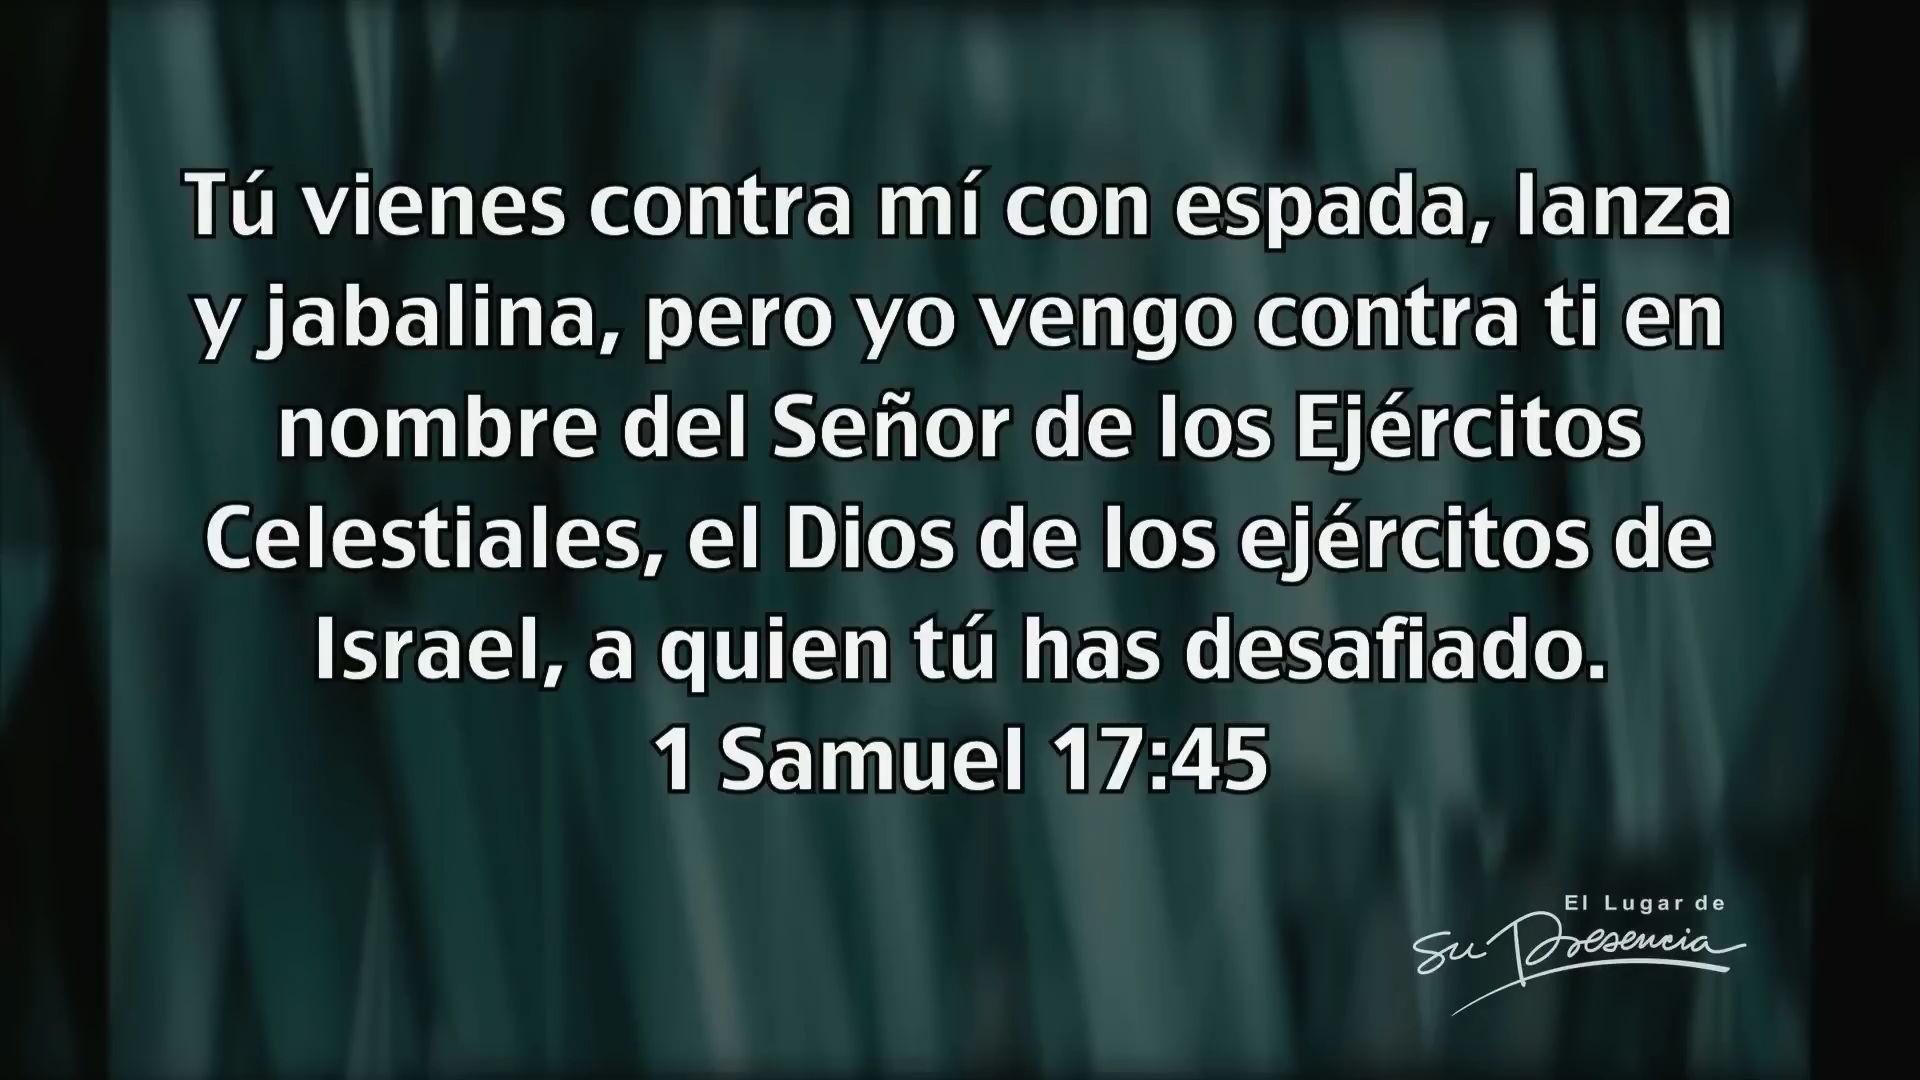 Tú vienes contra mí con espada, lanza
y jabalina, pero yo vengo contra ti en
nombre del Señor de los Ejércitos
Celestiales, el Dios de los ejércitos de
Israel, a quien tú has desafiado.
1 Samuel 17:45
El Lugar de
Su Presencia